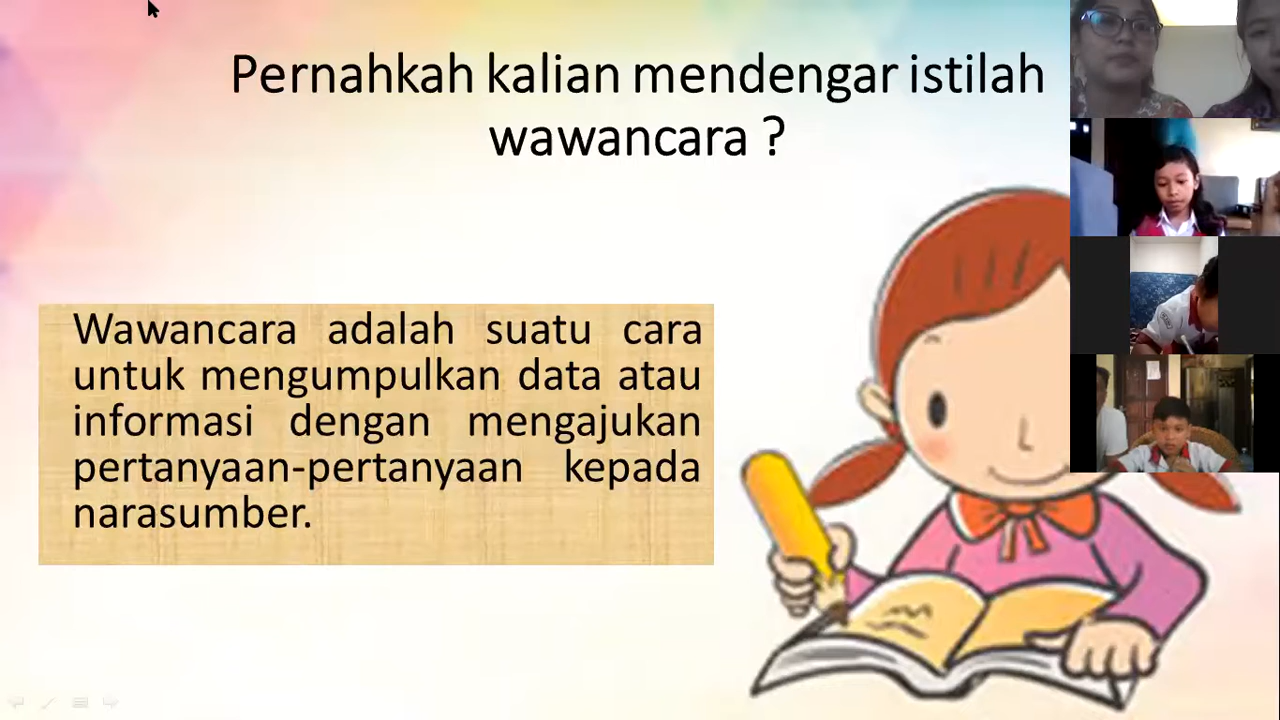 Pernahkah kalian mendengar istilah
wawancara ?
Wawancara adalah suatu cara
untuk mengumpulkan data atau
informasi dengan mengajukan
pertanyaan-pertanyaan kepada
narasumber.